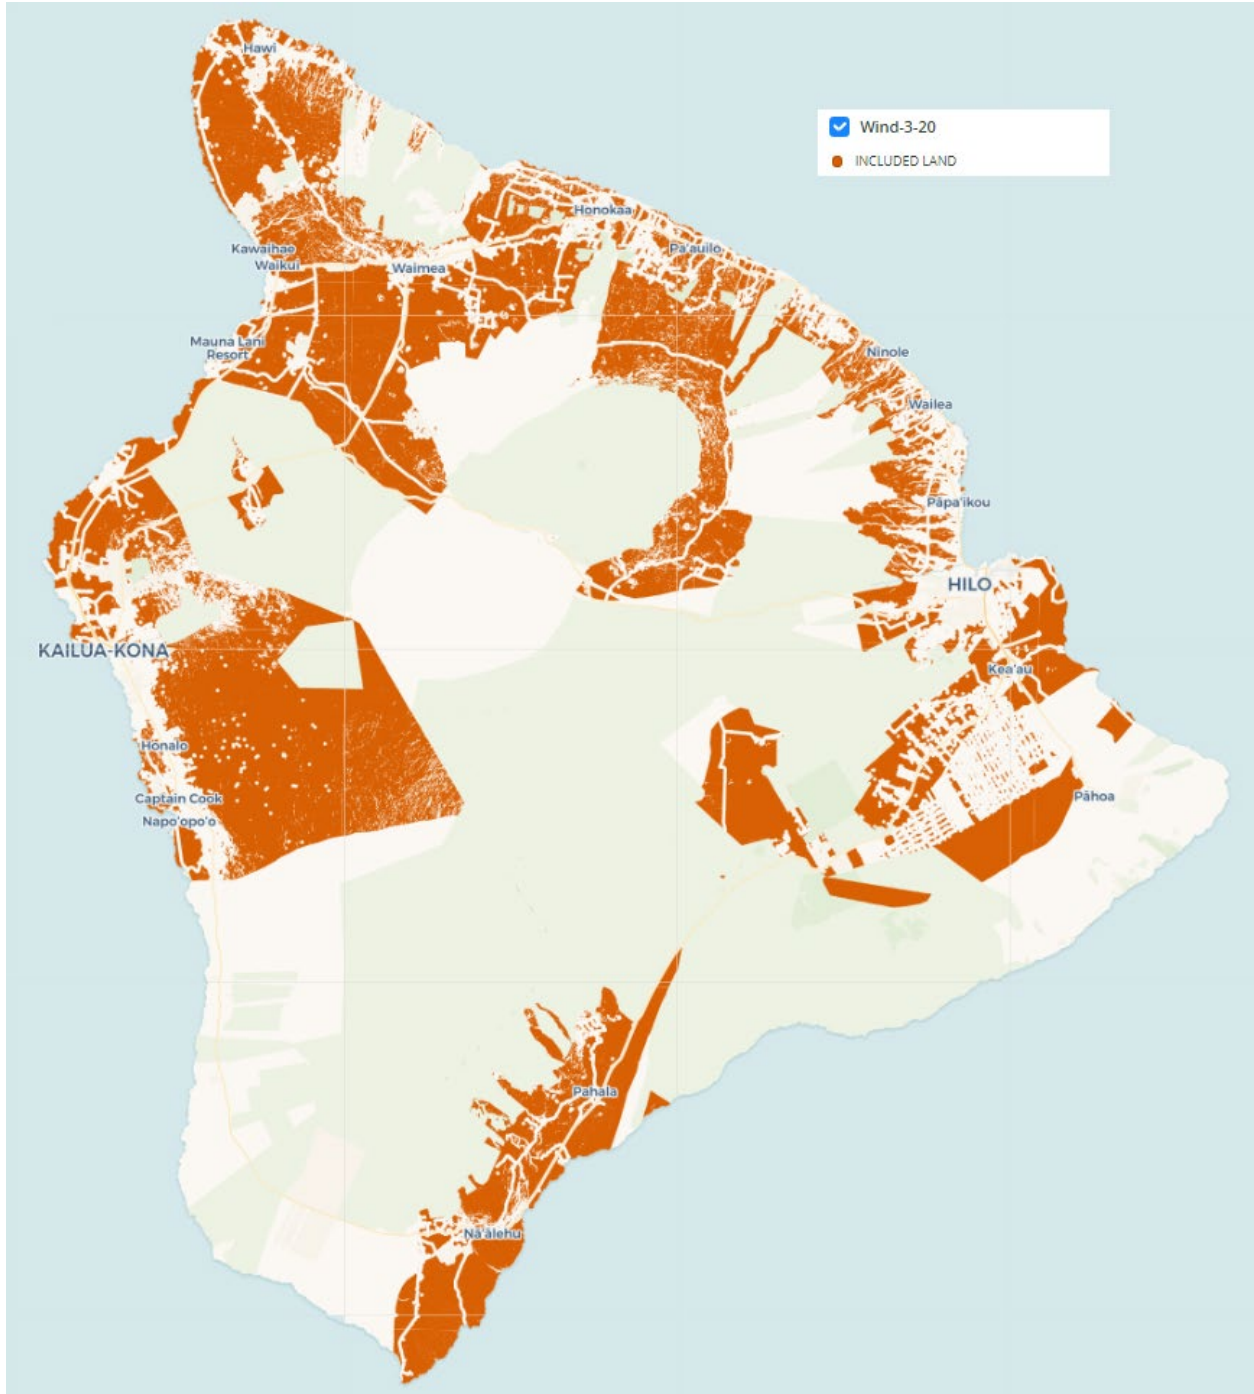 Hawi
Wind-3-20
INCLUDED LAND
Honokaa
Kawaihae
Waikui
Pa'auilo
Waimea
Mauna Lani
Resort
Ninole
Wailea
Pāpa'ikou
HILO
KAILUA-KONA
Kea'au
Honalo
Captain Cook
Pāhoa
Napo'opo'o
Pahala
Nā'ālehu